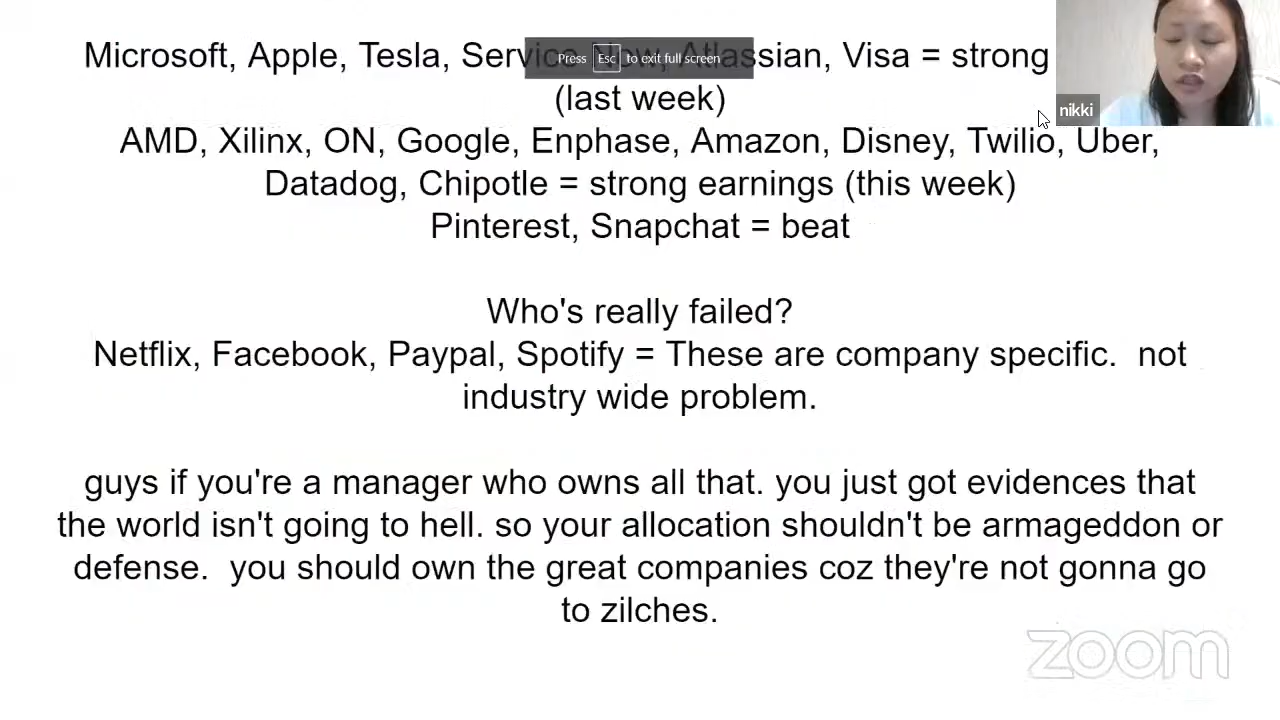 Microsoft, Apple, Tesla, Service Now, Atlassian, Visa = strong
Press Esc to exit full screen
(last week)
nikki
AMD, Xilinx, ON, Google, Enphase, Amazon, Disney, Twilio, Uber,
Datadog, Chipotle = strong earnings (this week)
Pinterest, Snapchat = beat
Who's really failed?
Netflix, Facebook, Paypal, Spotify = These are company specific.  not
industry wide problem.
guys if you're a manager who owns all that. you just got evidences that
the world isn't going to hell. so your allocation shouldn't be armageddon or
defense.  you should own the great companies coz they're not gonna go
to zilches.
zoom